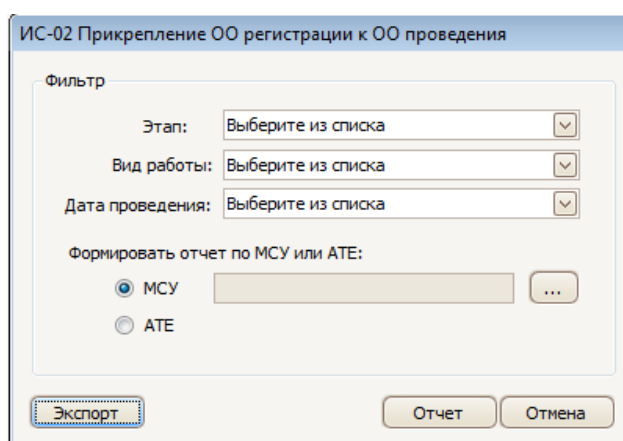 ИС-02 Прикрепление ОО регистрации к ОО проведения
Фильтр
Этап: Выберите из списка
Вид работы: Выберите из списка
Дата проведения: Выберите из списка
Формировать отчет по МСУ или АТЕ:
МСУ ...
АТЕ
Экспорт Отчет Отмена